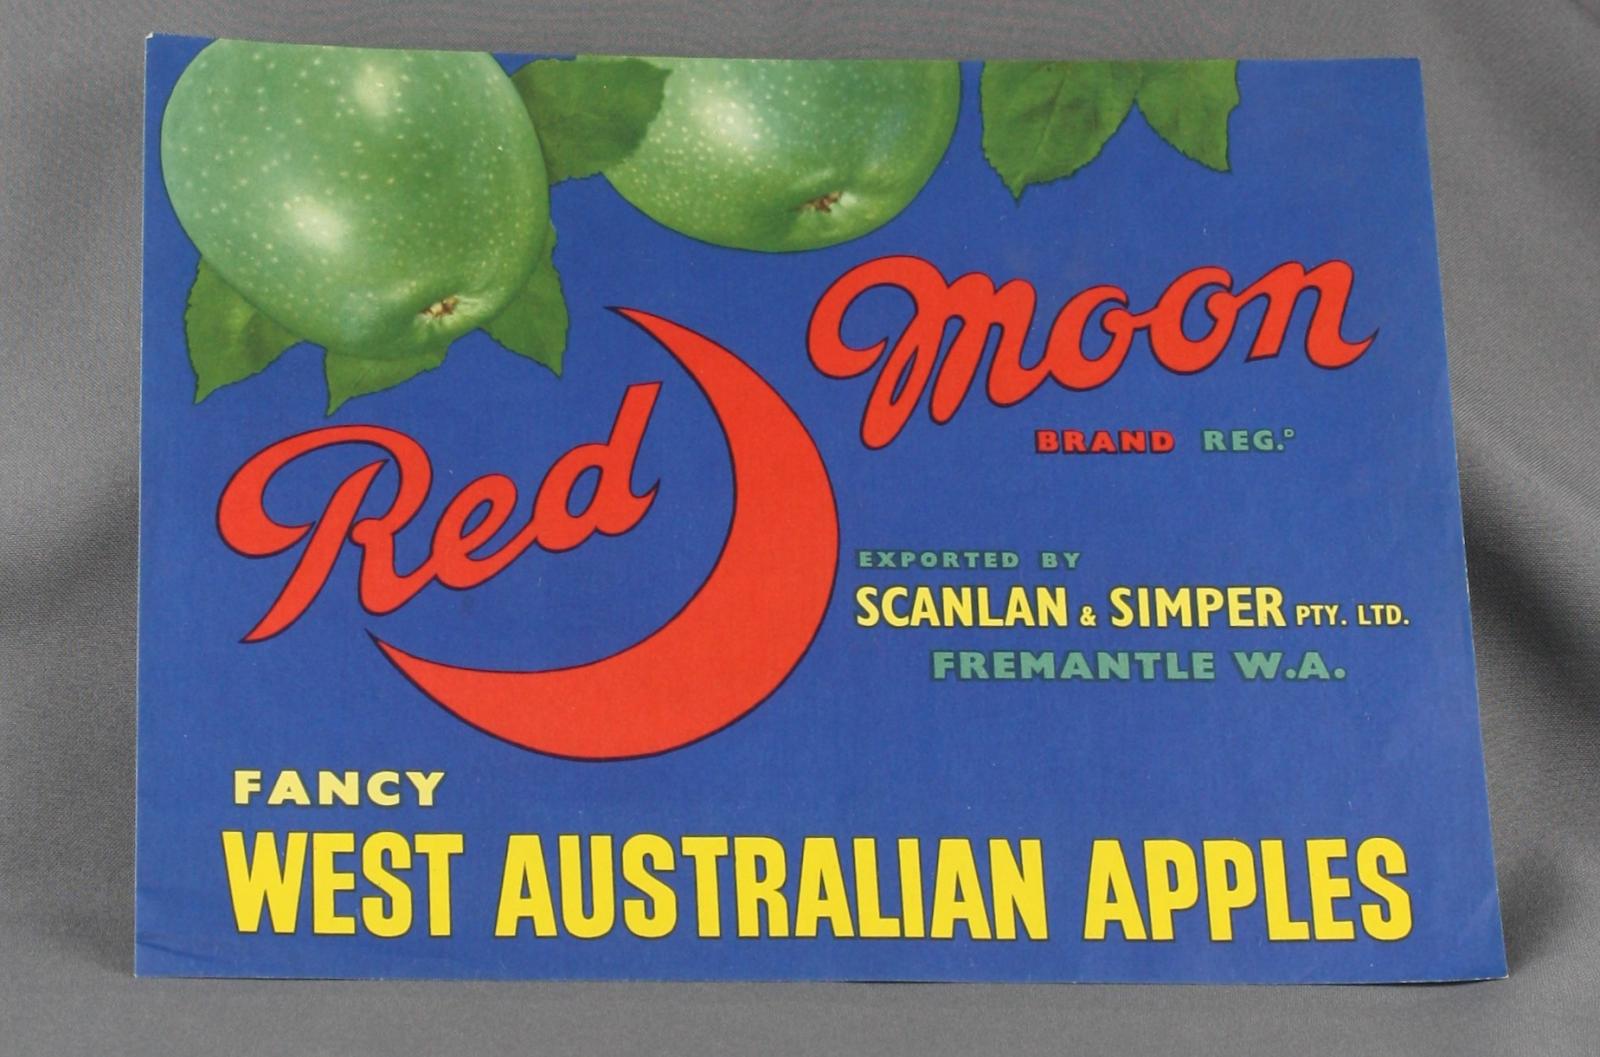 Red Moon
BRAND REG.D
EXPORTED BY
SCANLAN & SIMPER PTY. LTD.
FREMANTLE W.A.
FANCY
WEST AUSTRALIAN APPLES